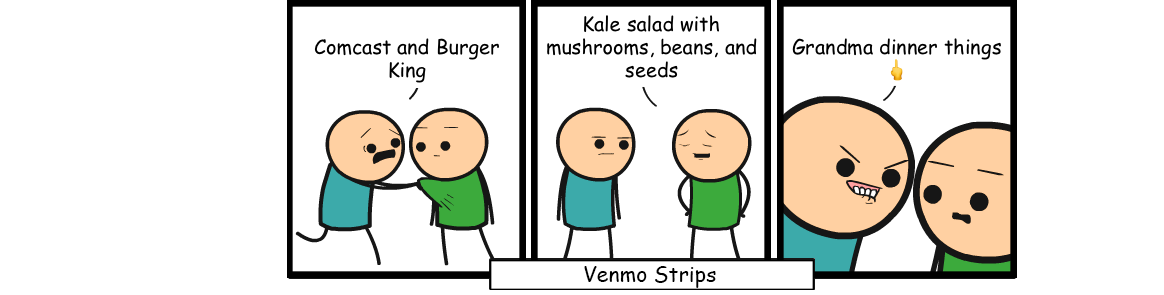 Comcast and Burger
King
Kale salad with
mushrooms, beans, and
seeds
Grandma dinner things
🖕
Venmo Strips